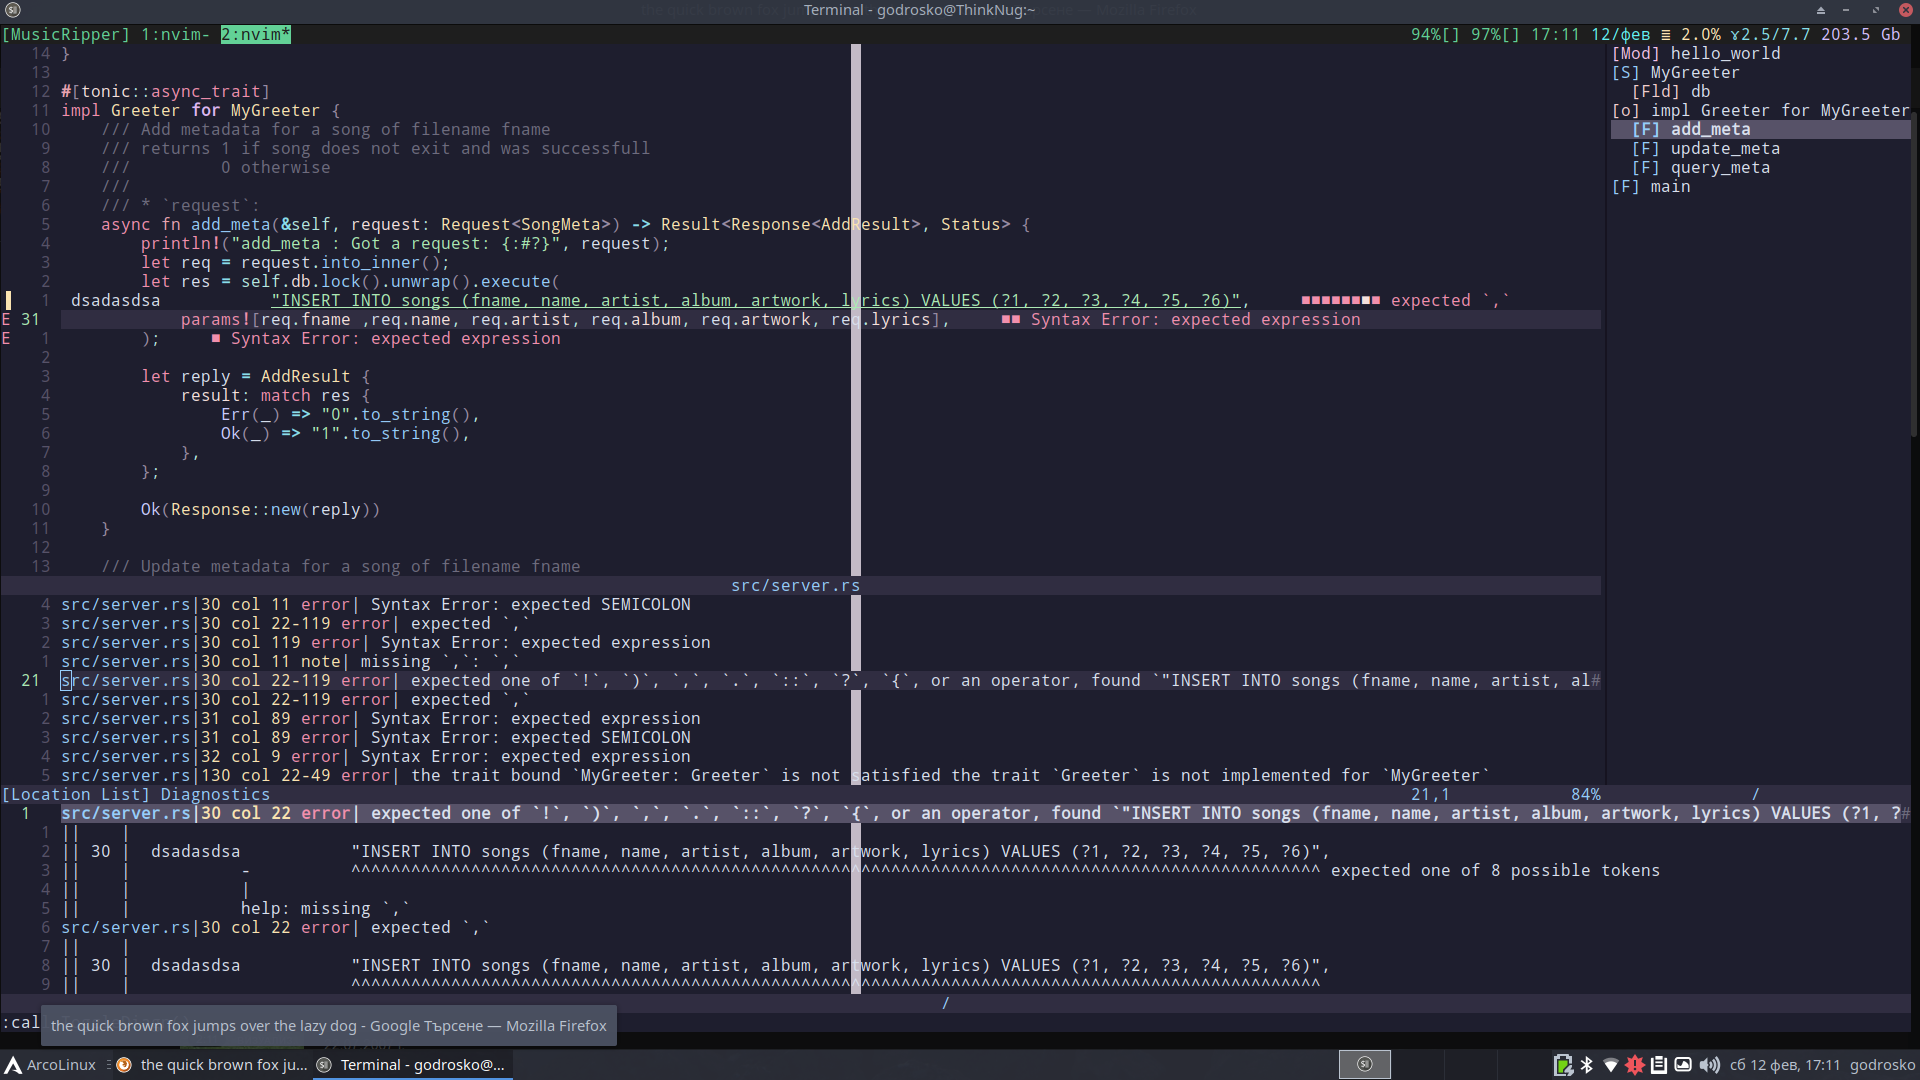 Terminal - godrosko@ThinkNug:~
[MusicRipper] 1:nvim- 2:nvim*
94%[] 97%[] 17:11 12/фев ≣ 2.0% ɤ2.5/7.7 203.5 Gb
14 }
13
12 #[tonic::async_trait]
11 impl Greeter for MyGreeter {
10 /// Add metadata for a song of filename fname
9 /// returns 1 if song does not exit and was successfull
8 /// 0 otherwise
7 ///
6 /// * `request`:
5 async fn add_meta(&self, request: Request<SongMeta>) -> Result<Response<AddResult>, Status> {
4 println!("add_meta : Got a request: {:#?}", request);
3 let req = request.into_inner();
2 let res = self.db.lock().unwrap().execute(
1 dsadasdsa "INSERT INTO songs (fname, name, artist, album, artwork, lyrics) VALUES (?1, ?2, ?3, ?4, ?5, ?6)", ■■■■■■■■ expected `,`
E 31 params![req.fname ,req.name, req.artist, req.album, req.artwork, req.lyrics], ■■ Syntax Error: expected expression
E 1 ); ■ Syntax Error: expected expression
2
3 let reply = AddResult {
4 result: match res {
5 Err(_) => "0".to_string(),
6 Ok(_) => "1".to_string(),
7 },
8 };
9
10 Ok(Response::new(reply))
11 }
12
13 /// Update metadata for a song of filename fname
src/server.rs
[Mod] hello_world
[S] MyGreeter
[Fld] db
[o] impl Greeter for MyGreeter
[F] add_meta
[F] update_meta
[F] query_meta
[F] main
4 src/server.rs|30 col 11 error| Syntax Error: expected SEMICOLON
3 src/server.rs|30 col 22-119 error| expected `,`
2 src/server.rs|30 col 119 error| Syntax Error: expected expression
1 src/server.rs|30 col 11 note| missing `,`: `,`
21 src/server.rs|30 col 22-119 error| expected one of `!`, `)`, `,`, `.`, `::`, `?`, `{`, or an operator, found `"INSERT INTO songs (fname, name, artist, al#
1 src/server.rs|30 col 22-119 error| expected `,`
2 src/server.rs|31 col 89 error| Syntax Error: expected expression
3 src/server.rs|31 col 89 error| Syntax Error: expected SEMICOLON
4 src/server.rs|32 col 9 error| Syntax Error: expected expression
5 src/server.rs|130 col 22-49 error| the trait bound `MyGreeter: Greeter` is not satisfied the trait `Greeter` is not implemented for `MyGreeter`
[Location List] Diagnostics 21,1 84% /
1 src/server.rs|30 col 22 error| expected one of `!`, `)`, `,`, `.`, `::`, `?`, `{`, or an operator, found `"INSERT INTO songs (fname, name, artist, album, artwork, lyrics) VALUES (?1, ?#
1 || |
2 || 30 | dsadasdsa "INSERT INTO songs (fname, name, artist, album, artwork, lyrics) VALUES (?1, ?2, ?3, ?4, ?5, ?6)",
3 || | - ^^^^^^^^^^^^^^^^^^^^^^^^^^^^^^^^^^^^^^^^^^^^^^^^^^^^^^^^^^^^^^^^^^^^^^^^^^^^^^^^^^^^^^^^^^^^^^^^^ expected one of 8 possible tokens
4 || | |
5 || | help: missing `,`
6 src/server.rs|30 col 22 error| expected `,`
7 || |
8 || 30 | dsadasdsa "INSERT INTO songs (fname, name, artist, album, artwork, lyrics) VALUES (?1, ?2, ?3, ?4, ?5, ?6)",
9 || | ^^^^^^^^^^^^^^^^^^^^^^^^^^^^^^^^^^^^^^^^^^^^^^^^^^^^^^^^^^^^^^^^^^^^^^^^^^^^^^^^^^^^^^^^^^^^^^^^^
/
:cal
the quick brown fox jumps over the lazy dog - Google Търсене — Mozilla Firefox
ArcoLinux the quick brown fox ju... Terminal - godrosko@... сб 12 фев, 17:11 godrosko